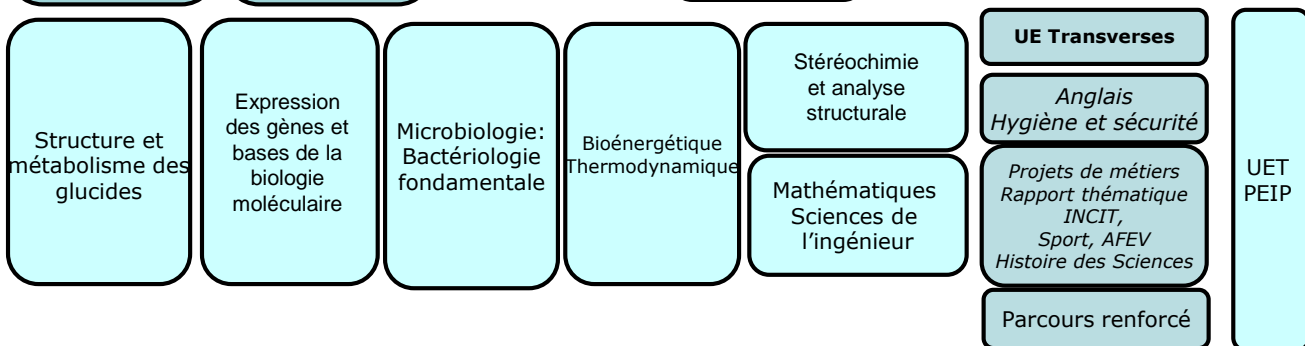 Structure et
métabolisme des
glucides
Expression
des gènes et
bases de la
biologie
moléculaire
Microbiologie:
Bactériologie
fondamentale
Bioénergétique
Thermodynamique
Stéréochimie
et analyse
structurale
Mathématiques
Sciences de
l'ingénieur
UE Transverses
Anglais
Hygiène et sécurité
Projets de métiers
Rapport thématique
INCIT,
Sport, AFEV
Histoire des Sciences
Parcours renforcé
UET
PEIP